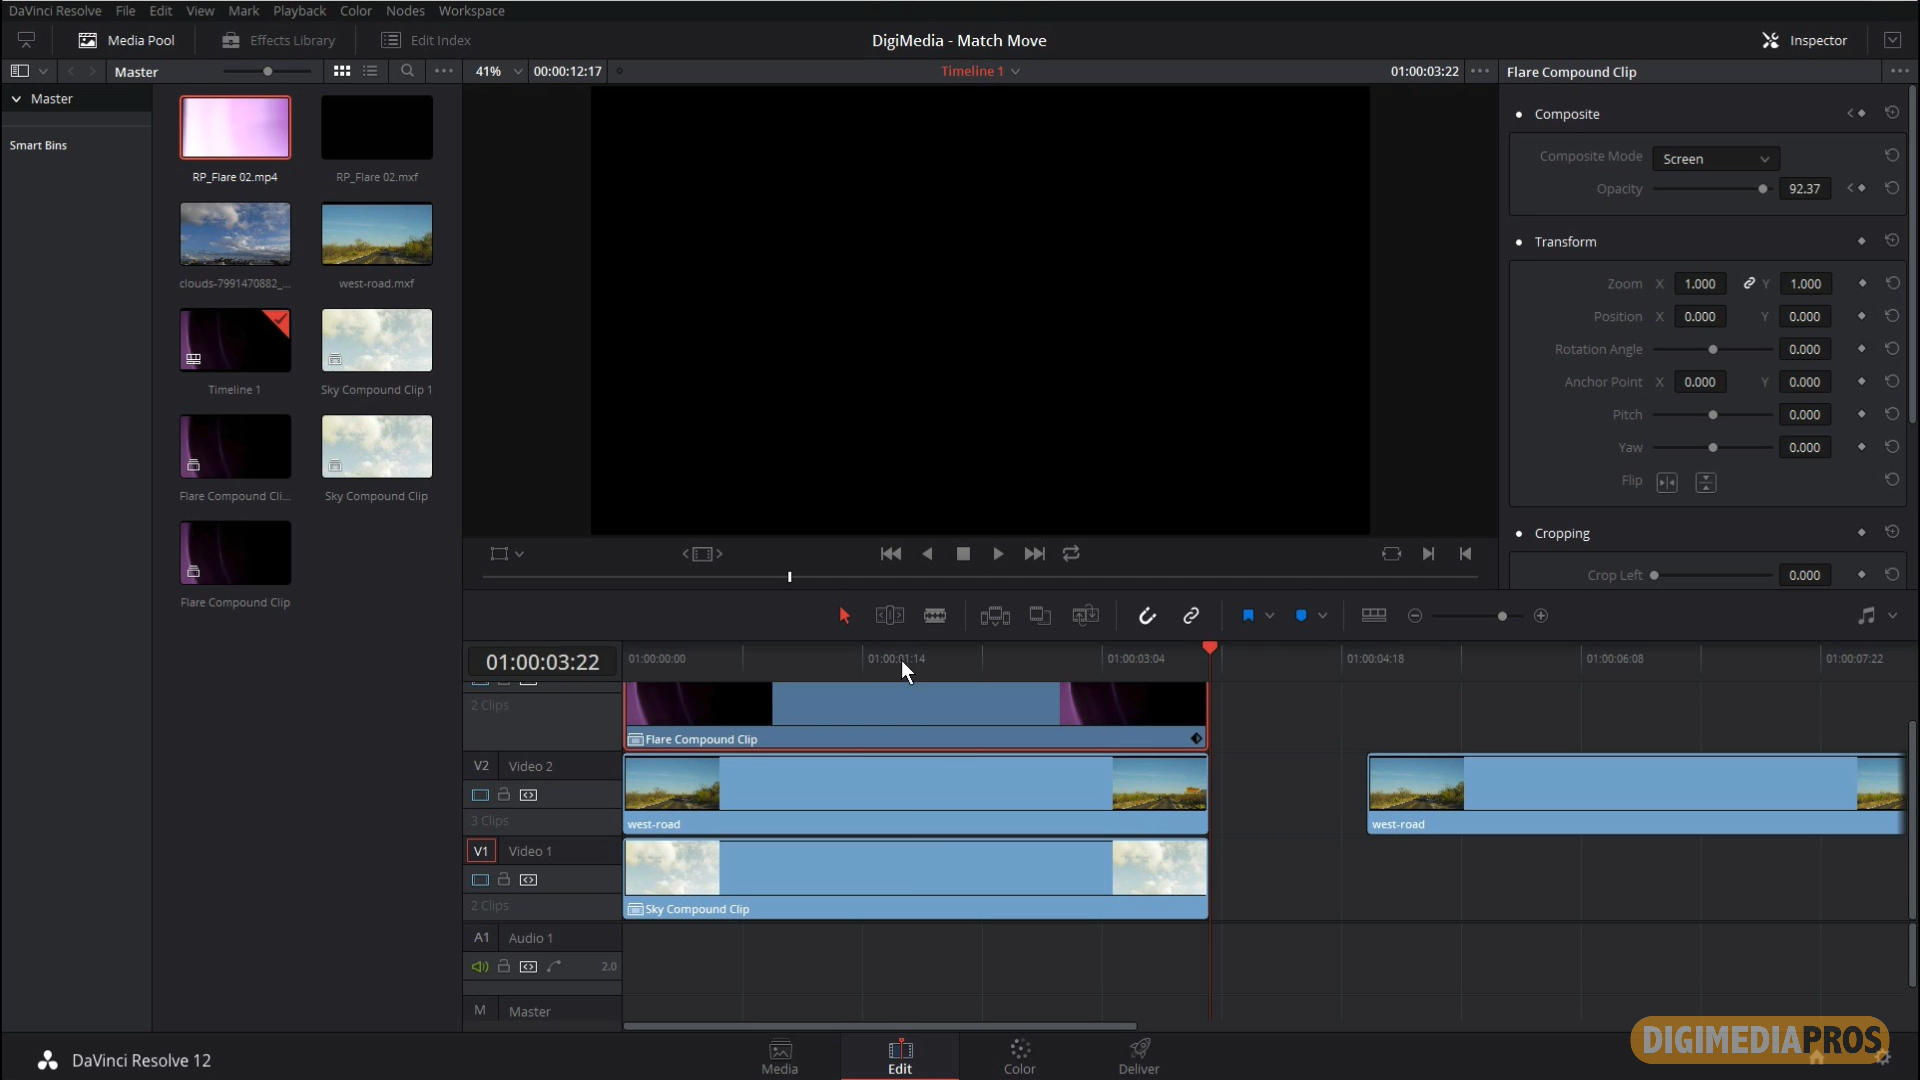 DaVinci Resolve File Edit View Mark Playback Color Nodes Workspace
Media Pool Effects Library Edit Index DigiMedia - Match Move Inspector
Master 41% 00:00:12:17 Timeline 1 01:00:03:22 Flare Compound Clip
Master
Smart Bins
RP_Flare 02.mp4 RP_Flare 02.mxf
clouds-7991470882_... west-road.mxf
Timeline 1 Sky Compound Clip 1
Flare Compound Cli... Sky Compound Clip
Flare Compound Clip
Composite
Composite Mode Screen
Opacity 92.37
Transform
Zoom X 1.000 Y 1.000
Position X 0.000 Y 0.000
Rotation Angle 0.000
Anchor Point X 0.000 Y 0.000
Pitch 0.000
Yaw 0.000
Flip
Cropping
Crop Left 0.000
01:00:03:22 01:00:00:00 01:00:01:14 01:00:03:04 01:00:04:18 01:00:06:08 01:00:07:22
2 Clips
Flare Compound Clip
V2 Video 2
3 Clips
west-road west-road
V1 Video 1
2 Clips
Sky Compound Clip
A1 Audio 1
2.0
M Master
DIGIMEDIAPROS
DaVinci Resolve 12
Media Edit Color Deliver